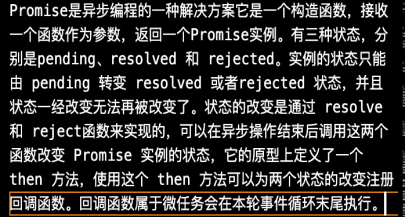 Promise是异步编程的一种解决方案它是一个构造函数，接收
一个函数作为参数，返回一个Promise实例。有三种状态，分
别是pending、resolved 和 rejected。实例的状态只能
由 pending 转变 resolved 或者rejected 状态，并且
状态一经改变无法再被改变了。状态的改变是通过 resolve
和 reject函数来实现的，可以在异步操作结束后调用这两个
函数改变 Promise 实例的状态，它的原型上定义了一个
then 方法，使用这个 then 方法可以为两个状态的改变注册
回调函数。回调函数属于微任务会在本轮事件循环末尾执行。